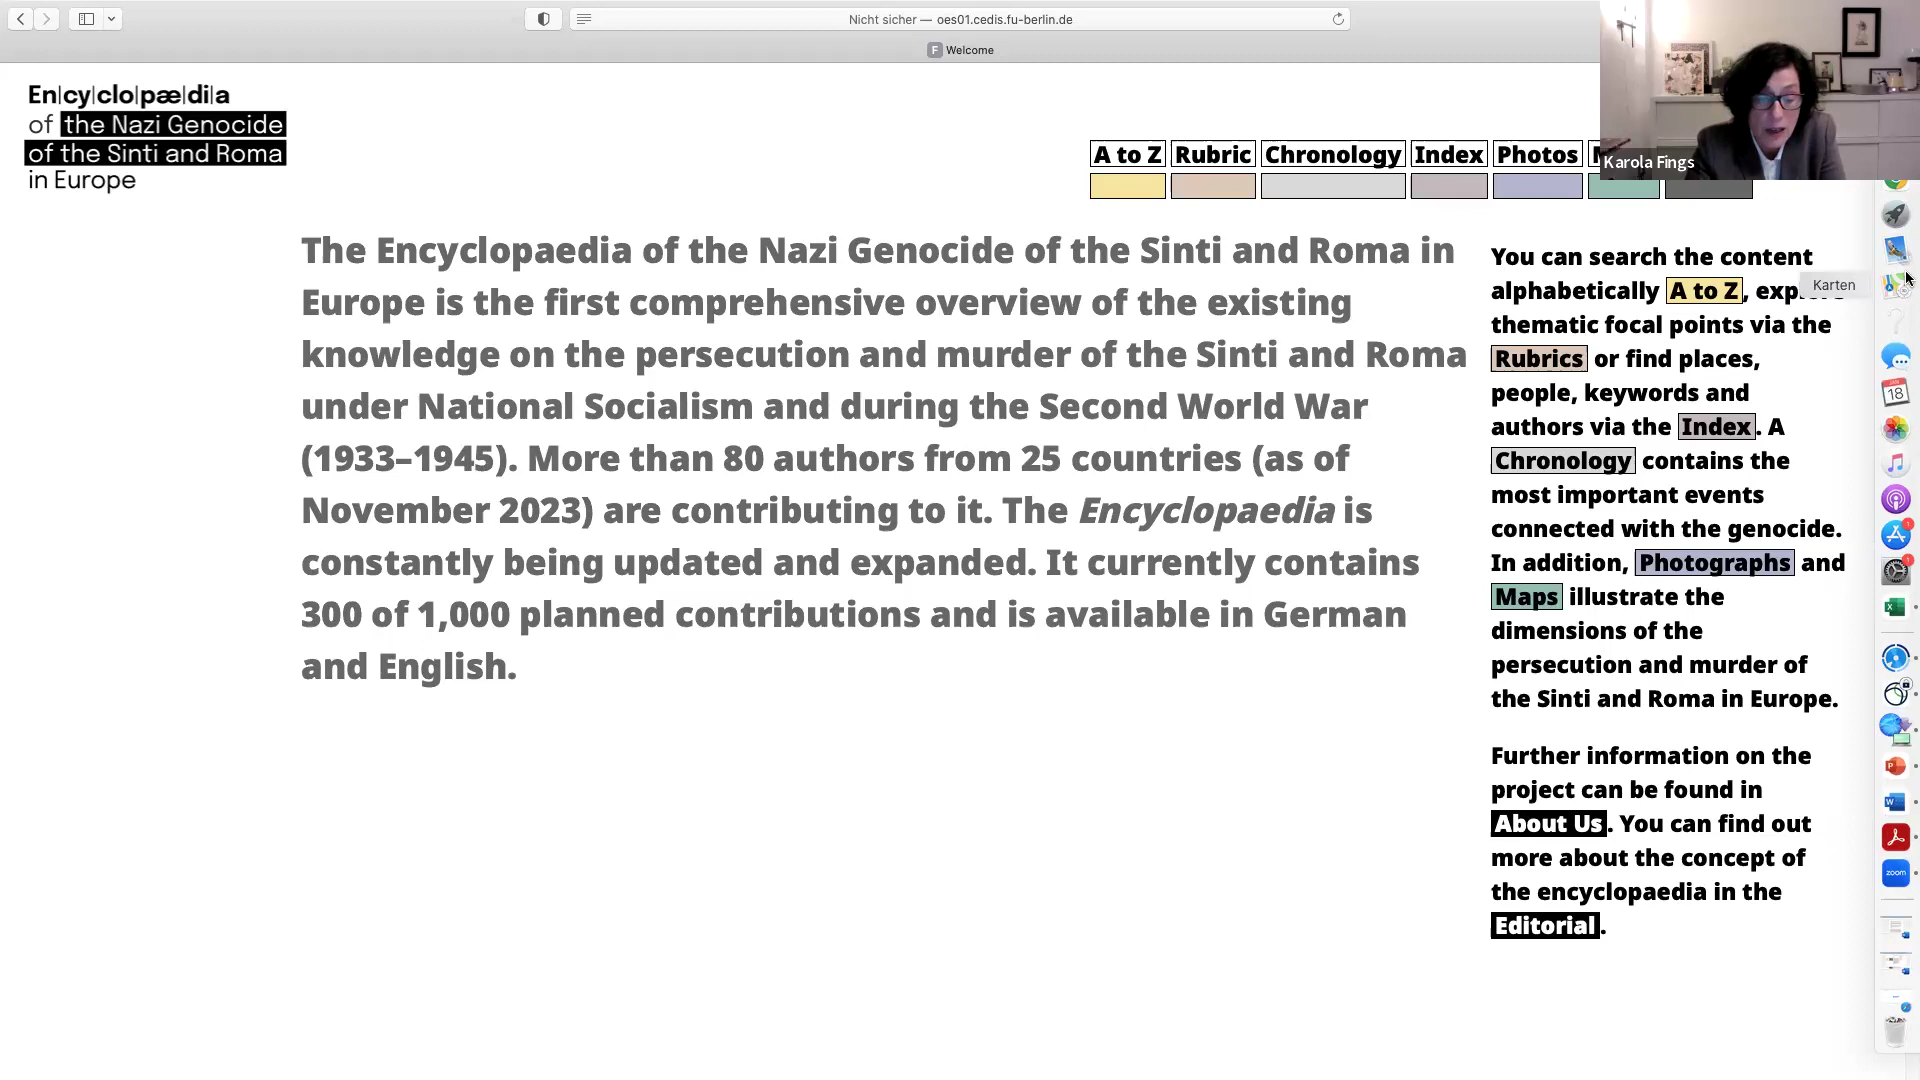 Nicht sicher — oes01.cedis.fu-berlin.de
F Welcome
En|cy|clo|pæ|di|a
of the Nazi Genocide
of the Sinti and Roma
in Europe
A to Z Rubric Chronology Index Photos
Karola Fings
The Encyclopaedia of the Nazi Genocide of the Sinti and Roma in
Europe is the first comprehensive overview of the existing
knowledge on the persecution and murder of the Sinti and Roma
under National Socialism and during the Second World War
(1933–1945). More than 80 authors from 25 countries (as of
November 2023) are contributing to it. The Encyclopaedia is
constantly being updated and expanded. It currently contains
300 of 1,000 planned contributions and is available in German
and English.
You can search the content
alphabetically A to Z,
thematic focal points via the
Rubrics or find places,
people, keywords and
authors via the Index. A
Chronology contains the
most important events
connected with the genocide.
In addition, Photographs and
Maps illustrate the
dimensions of the
persecution and murder of
the Sinti and Roma in Europe.
Further information on the
project can be found in
About Us. You can find out
more about the concept of
the encyclopaedia in the
Editorial.
Karten
18
zoom